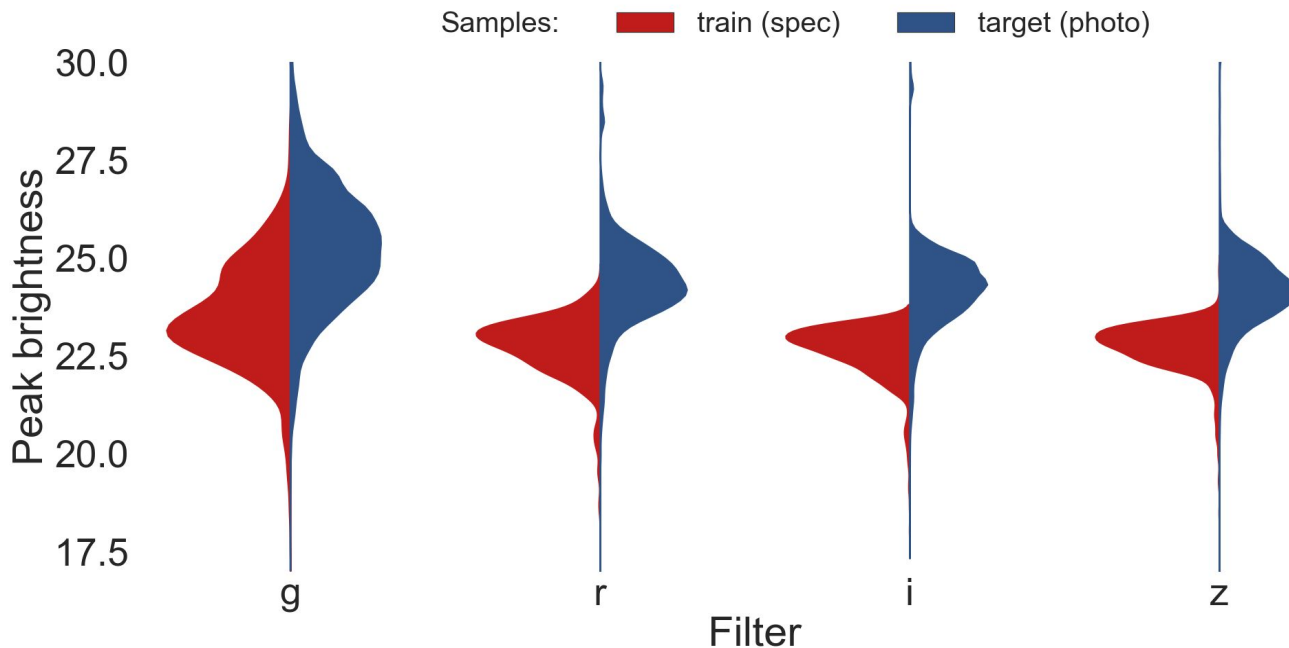 Samples: train (spec) target (photo)
30.0
27.5
25.0
22.5
20.0
17.5
Peak brightness
g r i z
Filter